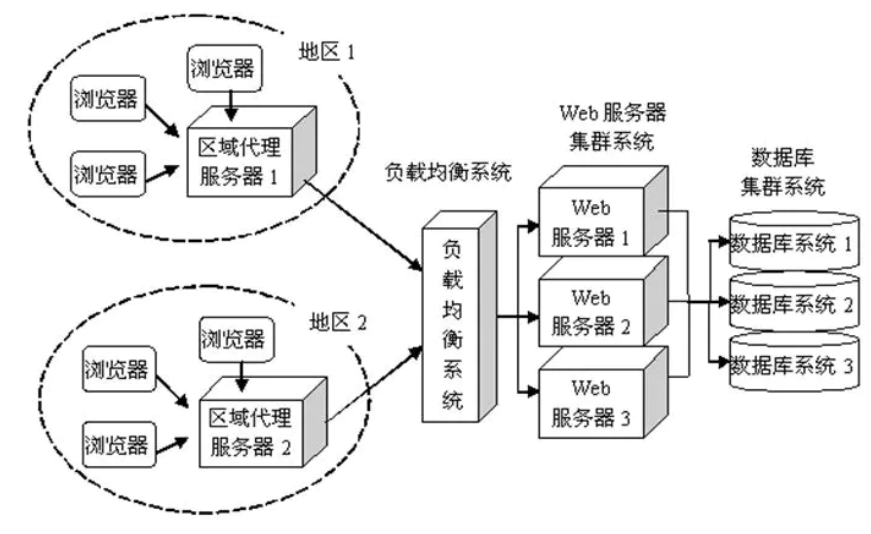 地区 1
浏览器
浏览器
浏览器
区域代理
服务器 1
地区 2
浏览器
浏览器
浏览器
区域代理
服务器 2
负载均衡系统
负
载
均
衡
系
统
Web 服务器
集群系统
Web
服务器 1
Web
服务器 2
Web
服务器 3
数据库
集群系统
数据库系统 1
数据库系统 2
数据库系统 3